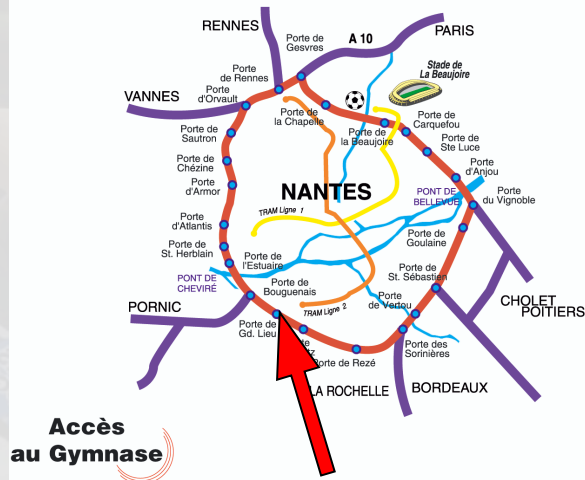 RENNES
Porte de
Gesvres
A 10
PARIS
Porte
de Rennes
Stade de
La Beaujoire
VANNES
Porte
d'Orvault
Porte de
la Chapelle
Porte de
la Beaujoire
Porte de
Carquefou
Porte de
Sautron
Porte de
Ste Luce
Porte de
Chézine
Porte
d'Anjou
Porte
d'Armor
NANTES
PONT DE
BELLEVUE
Porte
du Vignoble
TRAM Ligne 1
Porte
d'Atlantis
Porte de
Goulaine
Porte de
St. Herblain
Porte de
l'Estuaire
Porte de
St. Sébastien
PONT DE
CHEVIRÉ
Porte de
Bouguenais
PORNIC
Porte
de Vertou
CHOLET
POITIERS
TRAM Ligne 2
Porte de
Gd. Lieu
Porte de Rezé
Porte des
Sorinières
LA ROCHELLE
BORDEAUX
Accès
au Gymnase